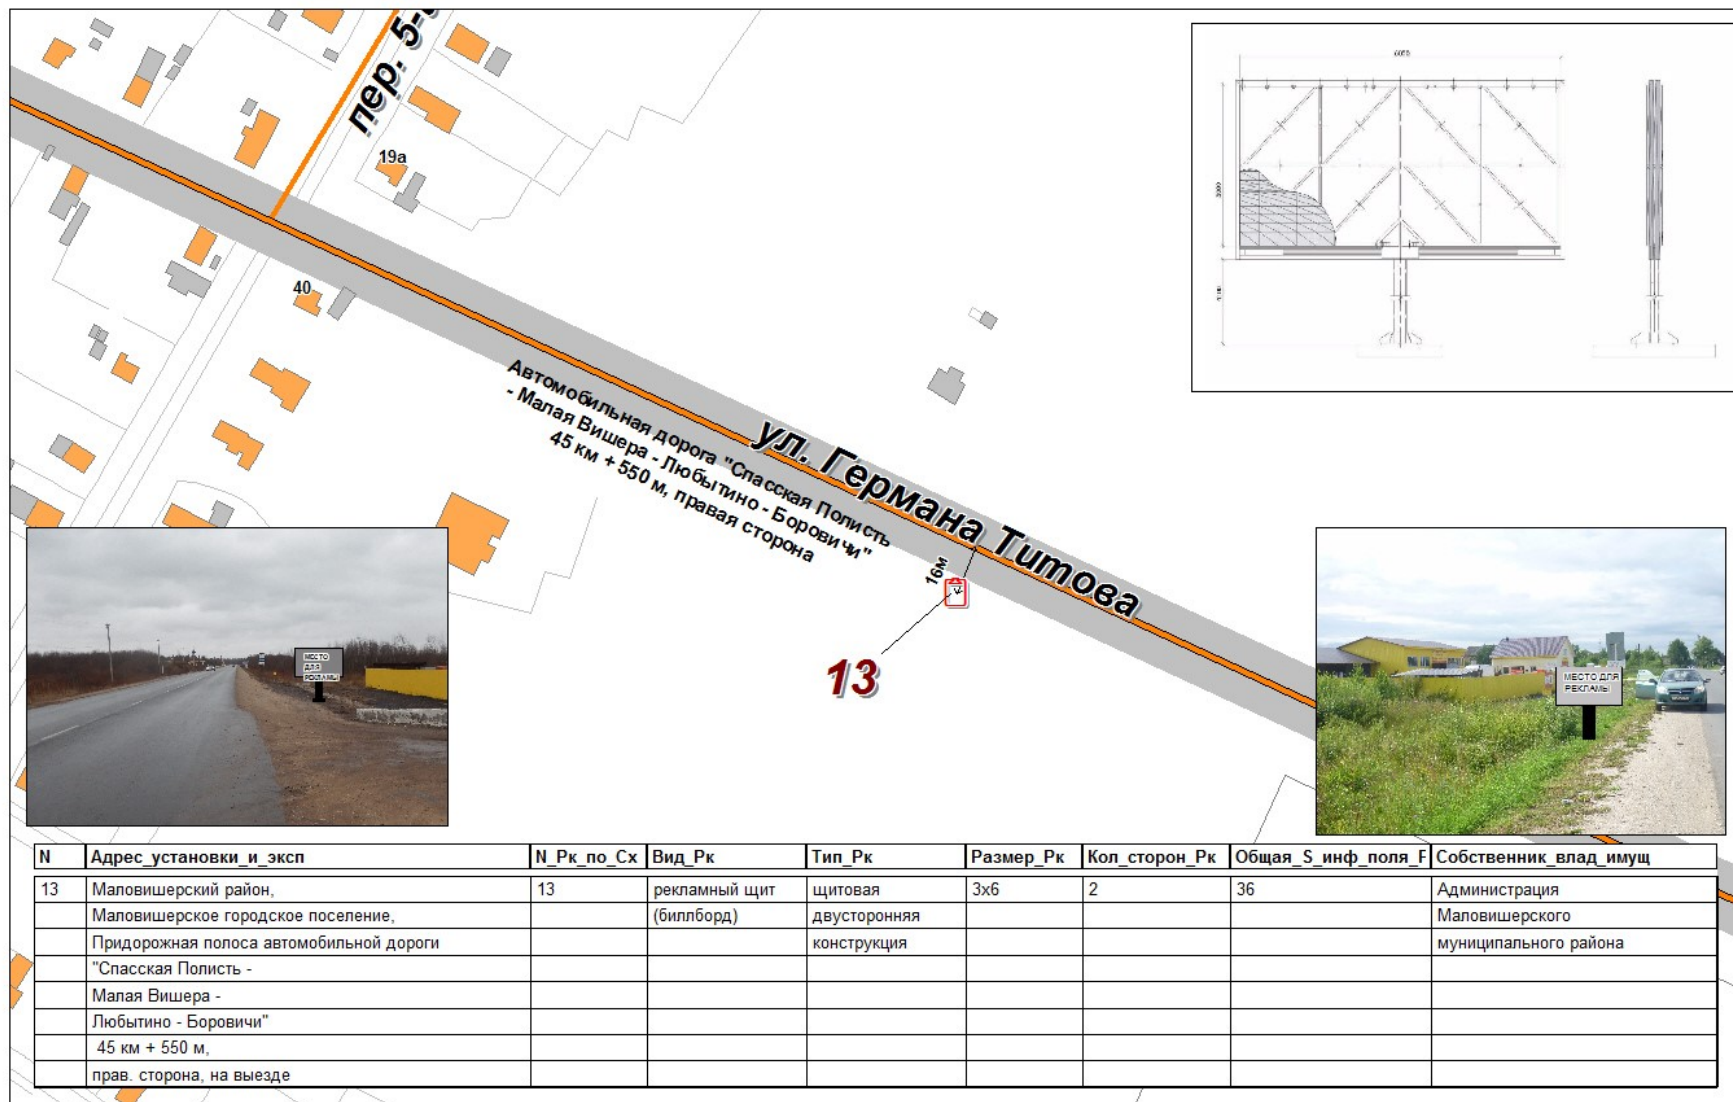 пер. 5-
19а
40
Автомобильная дорога "Спасская Полисть
- Малая Вишера - Любытино - Боровичи"
45 км + 550 м, правая сторона
ул. Германа Титова
16м
13
МЕСТО
ДЛЯ
РЕКЛАМЫ
МЕСТО ДЛЯ
РЕКЛАМЫ
N Адрес_установки_и_эксп N_Рк_по_Сх Вид_Рк Тип_Рк Размер_Рк Кол_сторон_Рк Общая_S_инф_поля_Р Собственник_влад_имущ
13 Маловишерский район, 13 рекламный щит щитовая 3х6 2 36 Администрация
Маловишерское городское поселение, (биллборд) двусторонняя Маловишерского
Придорожная полоса автомобильной дороги конструкция муниципального района
"Спасская Полисть -
Малая Вишера -
Любытино - Боровичи"
45 км + 550 м,
прав. сторона, на выезде